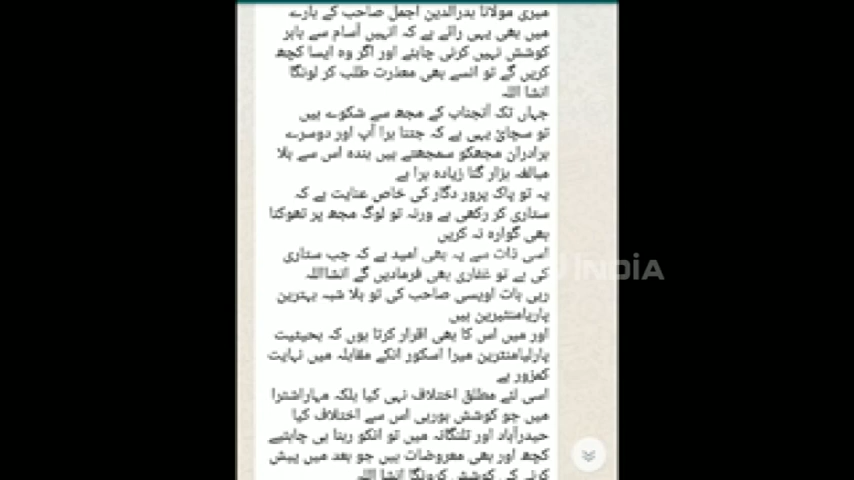 میری مولانا بدرالدین اجمل صاحب کے بارے
میں بھی یہی رائے ہے کہ انہیں آسام سے باہر
کوشش نہیں کرنی چاہئے اور اگر وہ ایسا کچھ
کریں گے تو انسے بھی معذرت طلب کر لونگا
انشا اللہ
جہاں تک آنجناب کے مجھ سے شکوے ہیں
تو سچائ یہی ہے کہ جتنا برا آپ اور دوسرے
برادران مجھکو سمجھتے ہیں بندہ اس سے بلا
مبالغہ ہزار گنا زیادہ برا ہے
یہ تو پاک پرور دگار کی خاص عنایت ہے کہ
ستاری کر رکھی ہے ورنہ تو لوگ مجھ پر تھوکنا
بھی گوارہ نہ کریں
اسی ذات سے یہ بھی امید ہے کہ جب ستاری
کی ہے تو غفاری بھی فرمادیں گے انشااللہ
رہی بات اویسی صاحب کی تو بلا شبہ بہترین
پاریامنٹیرین ہیں
اور میں اس کا بھی اقرار کرتا ہوں کہ بحیثیت
پارلیامنٹرین میرا اسکور انکے مقابلہ میں نہایت
کمزور ہے
اسی لئے مطلق اختلاف نہی کیا بلکہ مہاراشترا
میں جو کوشش ہورہی اس سے اختلاف کیا
حیدرآباد اور تلنگانہ میں تو انکو رہنا ہی چاہئیے
کچھ اور بھی معروضات ہیں جو بعد میں پیش
کرنے کی کوشش کرونگا انشا اللہ
INDIA